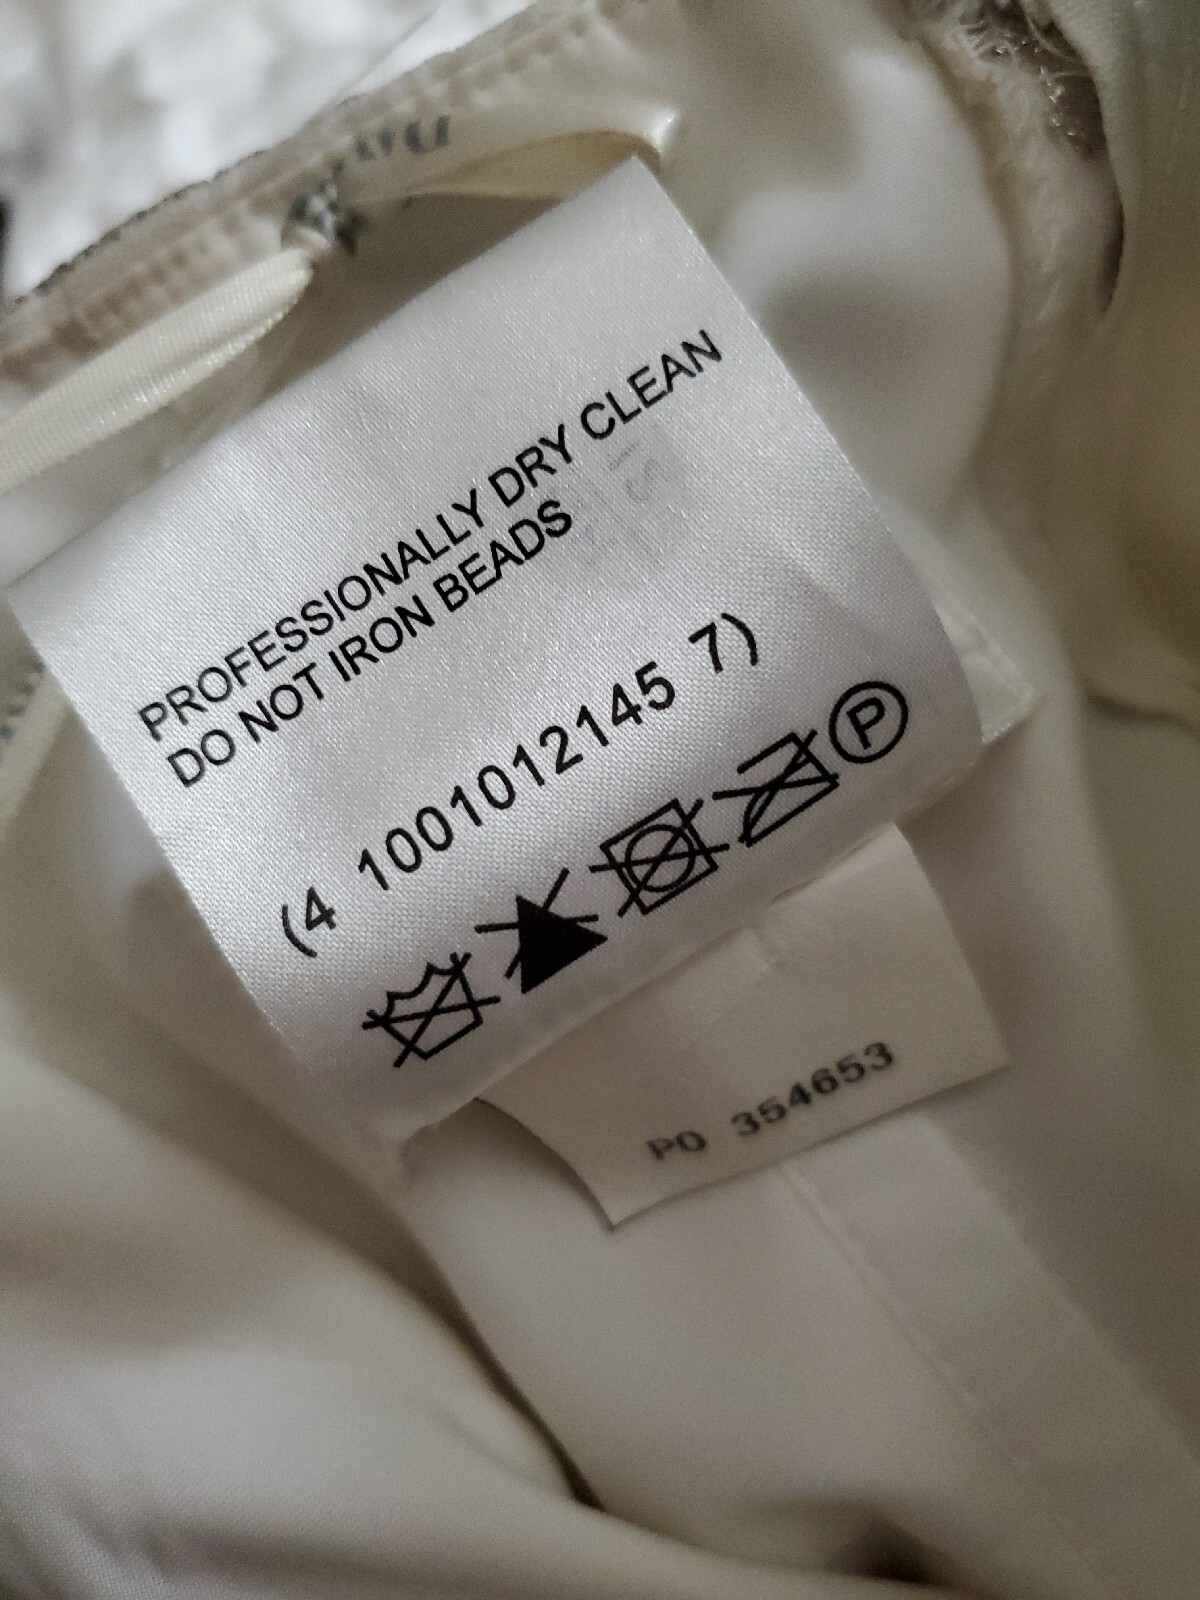 PROFESSIONALLY DRY CLEAN
DO NOT IRON BEADS
(4 1001012145 7)
P
PO 354653